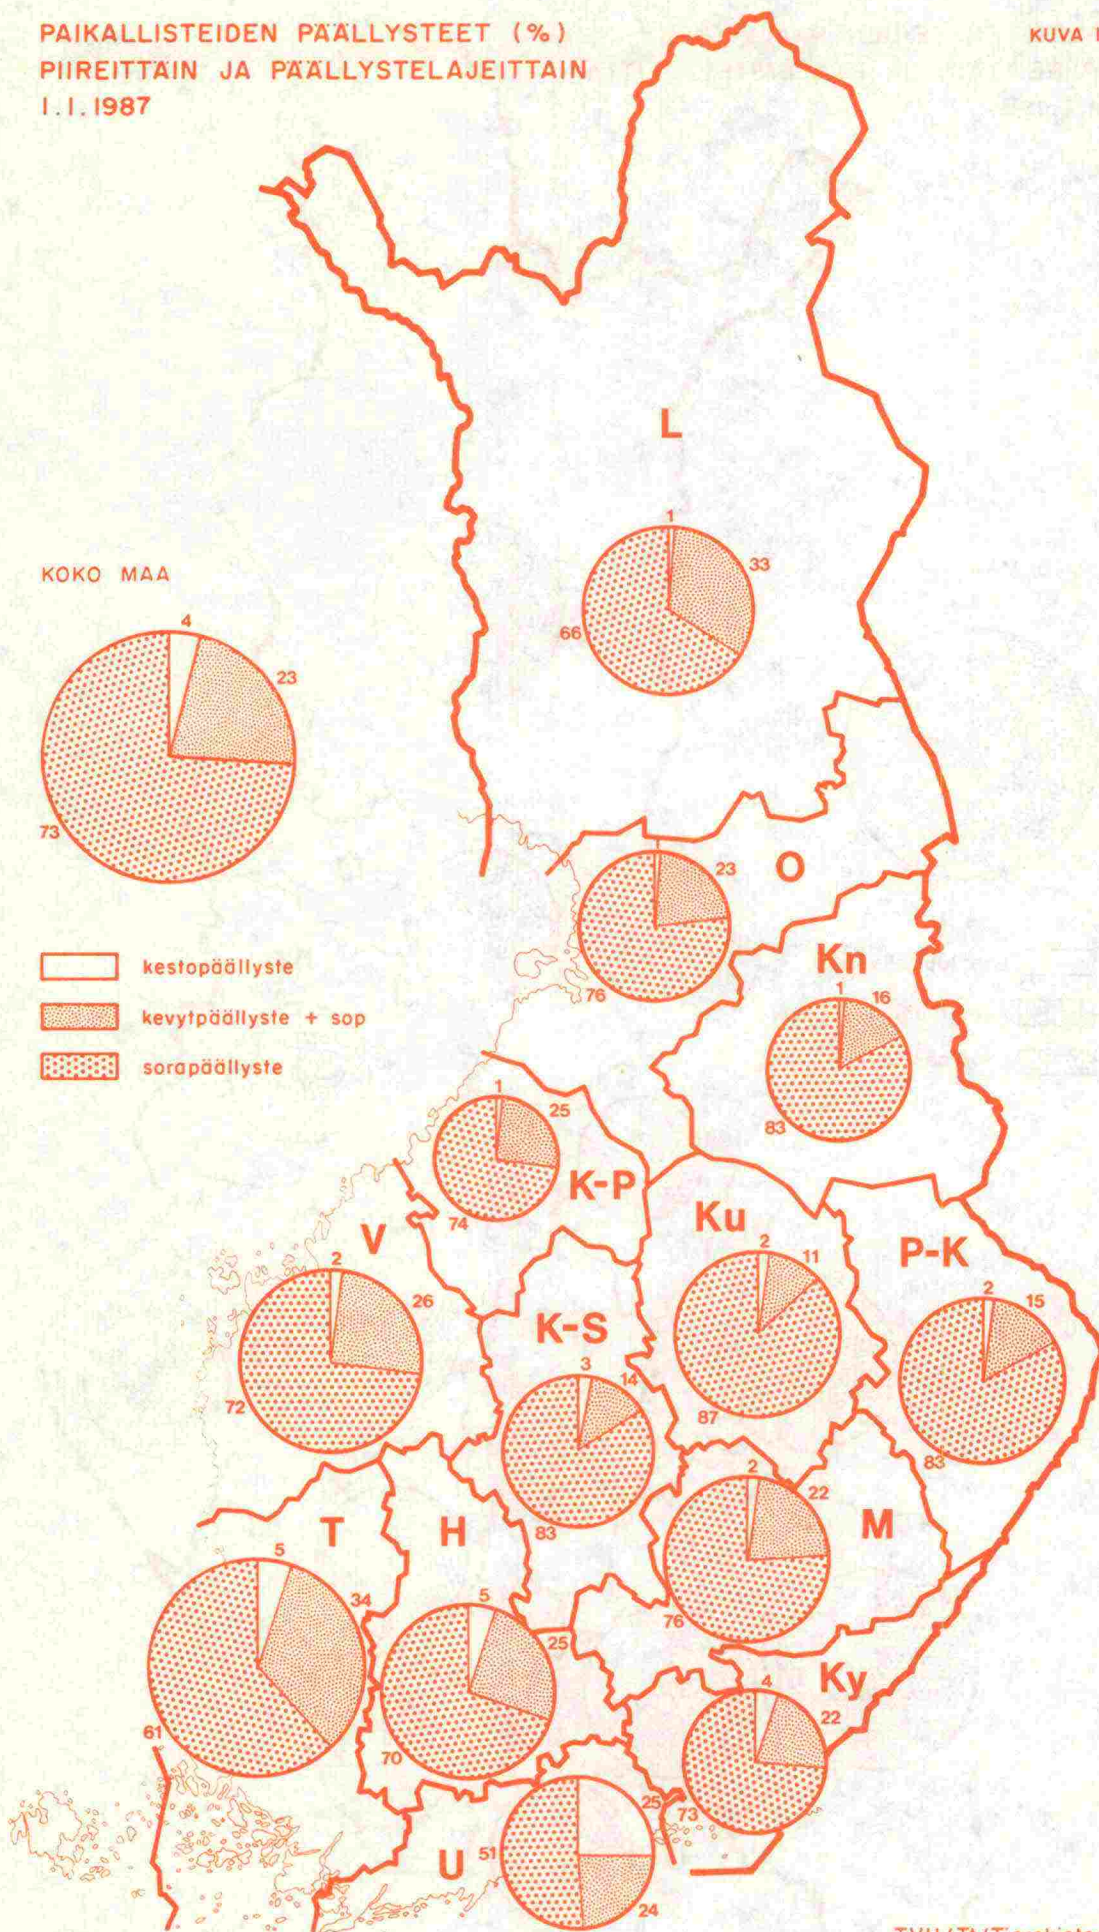 PAIKALLISTEIDEN PÄÄLLYSTEET (%)
PIIREITTÄIN JA PÄÄLLYSTELAJEITTAIN
1.1.1987
KUVA
L
1
33
66
KOKO MAA
4
23
73
O
1
23
76
kestopäällyste
kevytpäällyste + sop
sorapäällyste
Kn
1
16
83
K-P
1
25
74
V
2
26
72
Ku
2
11
87
P-K
2
15
83
K-S
3
14
83
M
2
22
76
T
5
34
61
H
5
25
70
Ky
4
22
73
U
25
51
24